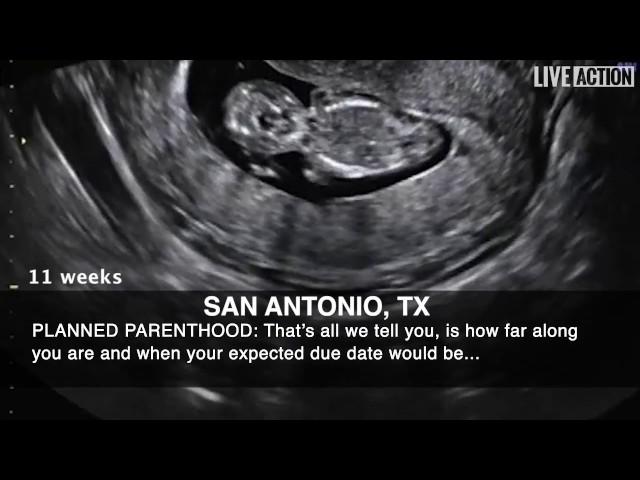 LIVE ACTION
11 weeks
SAN ANTONIO, TX
PLANNED PARENTHOOD: That's all we tell you, is how far along
you are and when your expected due date would be...